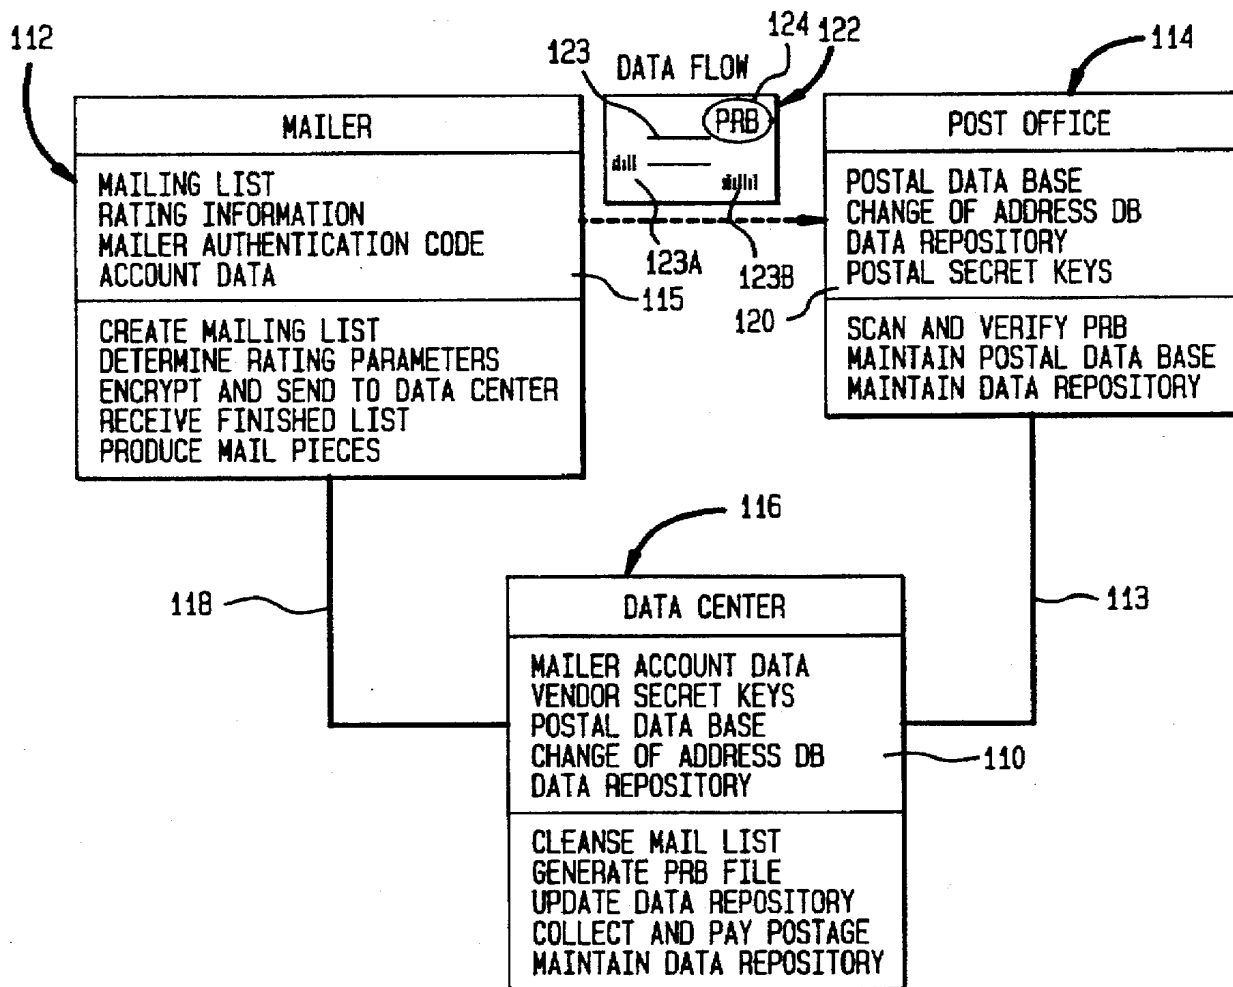 112
123
124
122
114
DATA FLOW
PRB
123A
123B
MAILER
MAILING LIST
RATING INFORMATION
MAILER AUTHENTICATION CODE
ACCOUNT DATA
115
CREATE MAILING LIST
DETERMINE RATING PARAMETERS
ENCRYPT AND SEND TO DATA CENTER
RECEIVE FINISHED LIST
PRODUCE MAIL PIECES
POST OFFICE
POSTAL DATA BASE
CHANGE OF ADDRESS DB
DATA REPOSITORY
POSTAL SECRET KEYS
120
SCAN AND VERIFY PRB
MAINTAIN POSTAL DATA BASE
MAINTAIN DATA REPOSITORY
118
116
113
DATA CENTER
MAILER ACCOUNT DATA
VENDOR SECRET KEYS
POSTAL DATA BASE
CHANGE OF ADDRESS DB
DATA REPOSITORY
110
CLEANSE MAIL LIST
GENERATE PRB FILE
UPDATE DATA REPOSITORY
COLLECT AND PAY POSTAGE
MAINTAIN DATA REPOSITORY